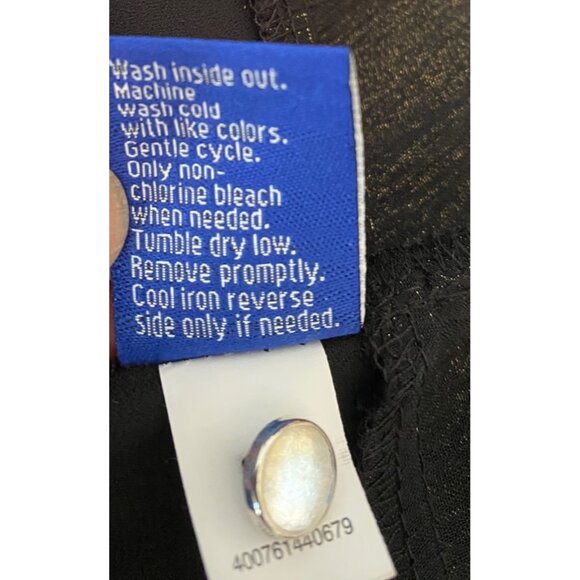 Wash inside out.
Machine
wash cold
with like colors.
Gentle cycle.
Only non-
chlorine bleach
when needed.
Tumble dry low.
Remove promptly.
Cool iron reverse
side only if needed.
400761440679